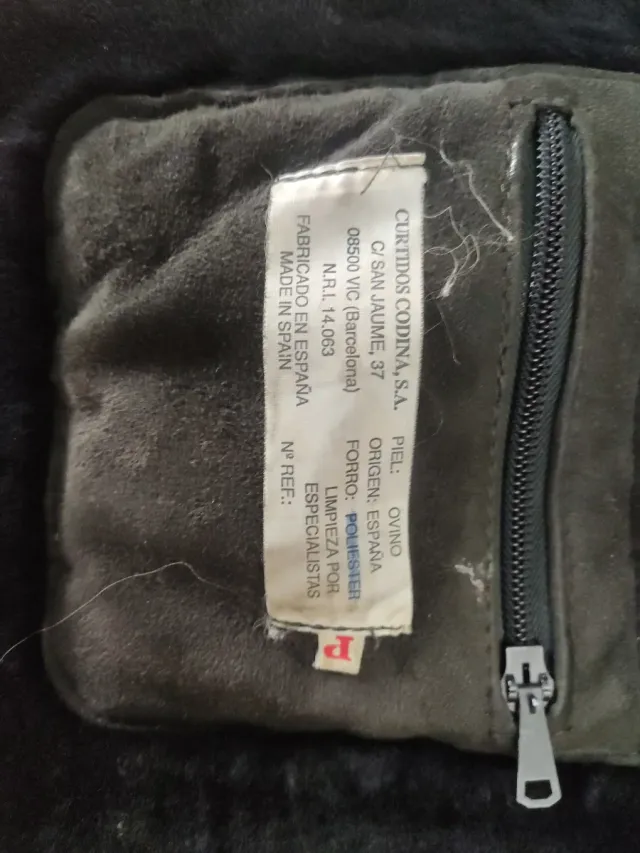 CURTIDOS CODINA, S.A.
C/ SAN JAUME, 37
08500 VIC (Barcelona)
N.R.I. 14.063
FABRICADO EN ESPAÑA
MADE IN SPAIN
PIEL: OVINO
ORIGEN: ESPAÑA
FORRO: POLIESTER
LIMPIEZA POR
ESPECIALISTAS
Nº REF.:
P